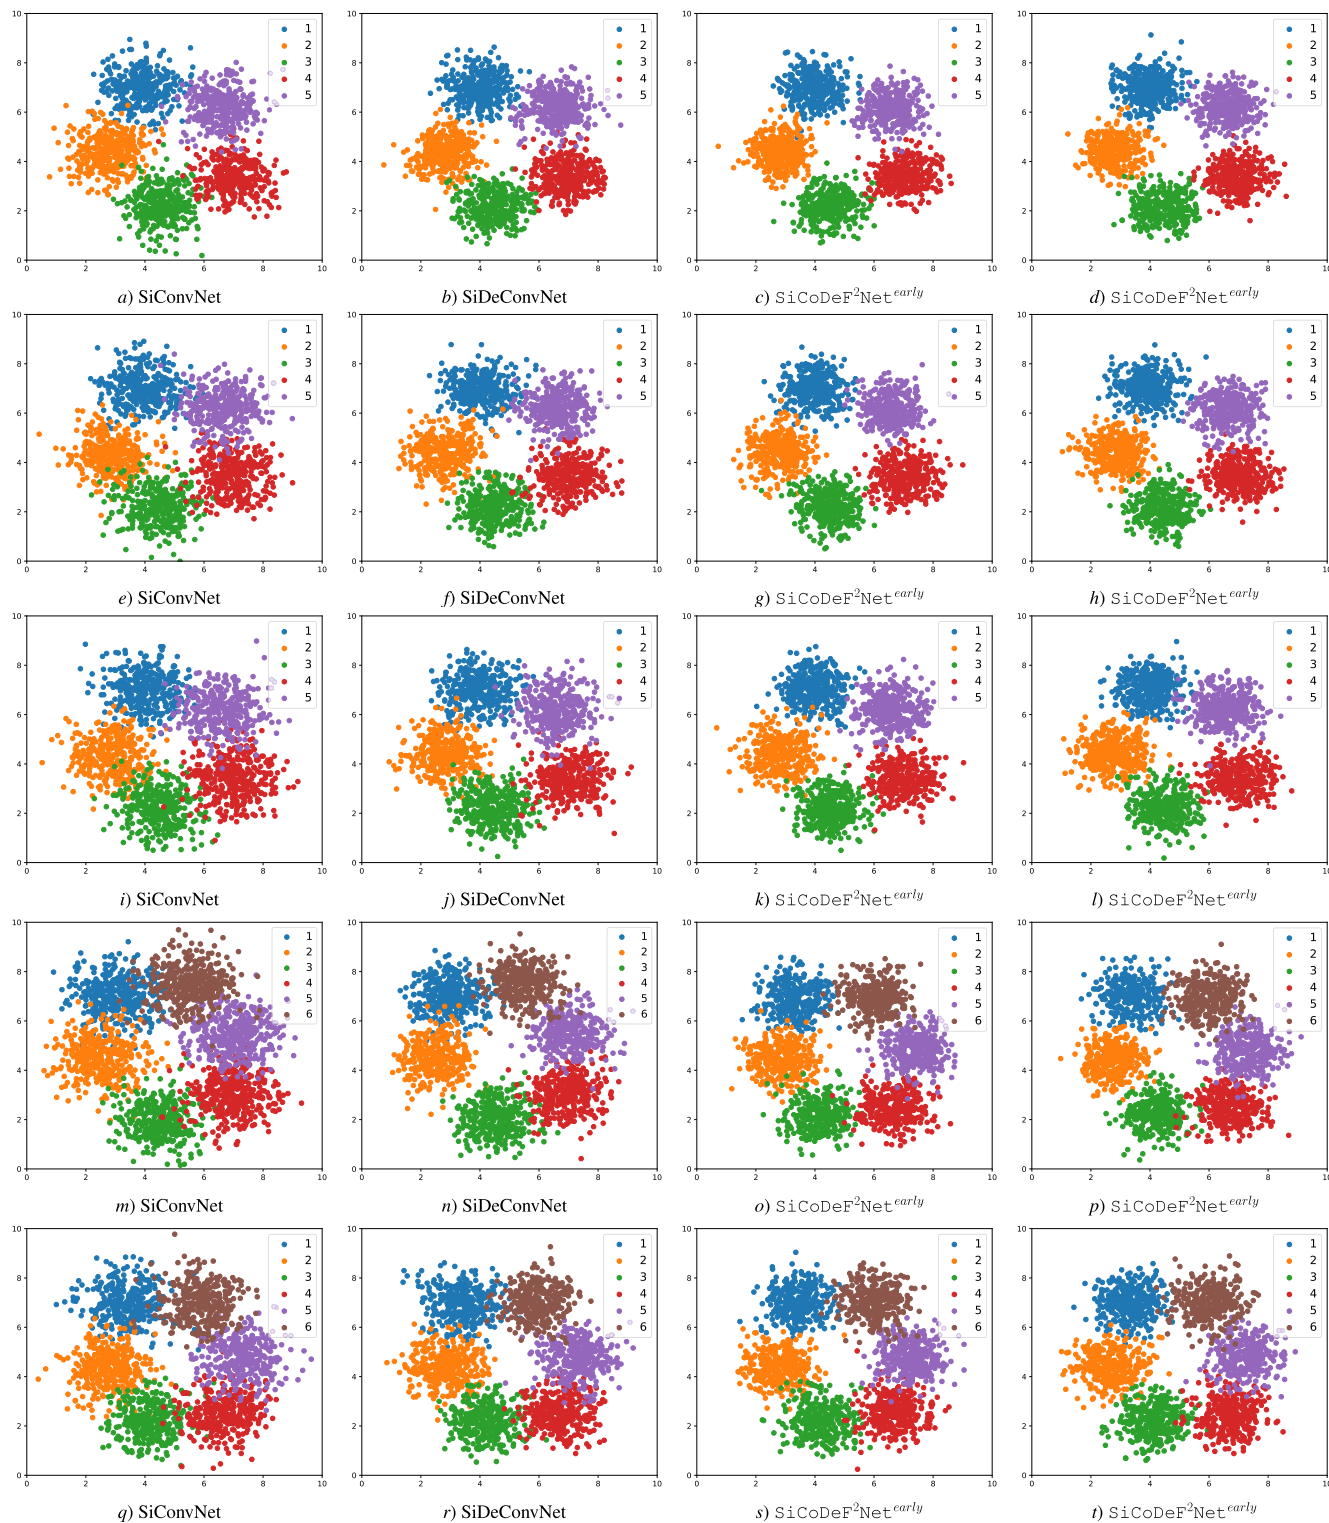 a) SiConvNet
b) SiDeConvNet
c) SiCoDeF²Net^early
d) SiCoDeF²Net^early
e) SiConvNet
f) SiDeConvNet
g) SiCoDeF²Net^early
h) SiCoDeF²Net^early
i) SiConvNet
j) SiDeConvNet
k) SiCoDeF²Net^early
l) SiCoDeF²Net^early
m) SiConvNet
n) SiDeConvNet
o) SiCoDeF²Net^early
p) SiCoDeF²Net^early
q) SiConvNet
r) SiDeConvNet
s) SiCoDeF²Net^early
t) SiCoDeF²Net^early